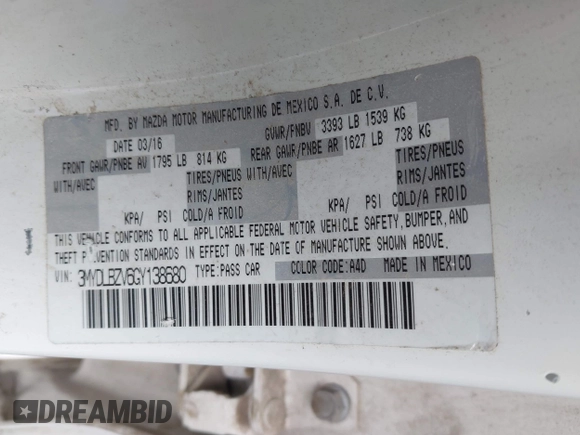 MFD. BY MAZDA MOTOR MANUFACTURING DE MEXICO S.A. DE C.V.
DATE 03/16 GVWR/PNBV 3393 LB 1539 KG
FRONT GAWR/PNBE AV 1795 LB 814 KG REAR GAWR/PNBE AR 1627 LB 738 KG
WITH/AVEC TIRES/PNEUS WITH/AVEC TIRES/PNEUS
RIMS/JANTES RIMS/JANTES
KPA/ PSI COLD/A FROID KPA/ PSI COLD/A FROID
THIS VEHICLE CONFORMS TO ALL APPLICABLE FEDERAL MOTOR VEHICLE SAFETY, BUMPER, AND
THEFT PREVENTION STANDARDS IN EFFECT ON THE DATE OF MANUFACTURE SHOWN ABOVE.
VIN: 3MYDLBZV6GY138680 TYPE: PASS CAR COLOR CODE: A4D MADE IN MEXICO
DREAMBID